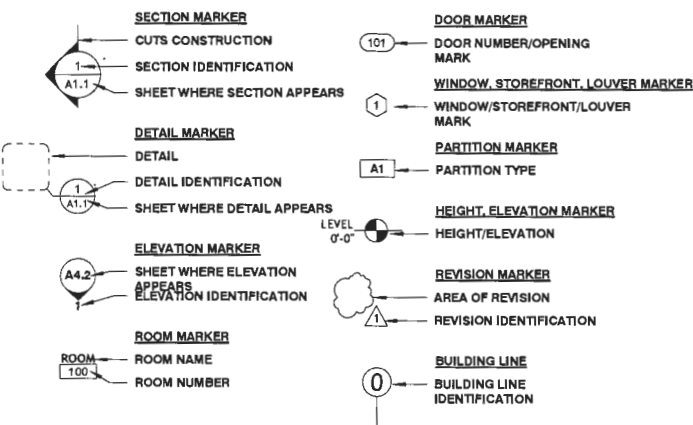 SECTION MARKER
CUTS CONSTRUCTION
1
SECTION IDENTIFICATION
A1.1
SHEET WHERE SECTION APPEARS
DETAIL MARKER
DETAIL
1
DETAIL IDENTIFICATION
A1.1
SHEET WHERE DETAIL APPEARS
ELEVATION MARKER
A4.2
SHEET WHERE ELEVATION
APPEARS
1
ELEVATION IDENTIFICATION
ROOM MARKER
ROOM
ROOM NAME
100
ROOM NUMBER
DOOR MARKER
101
DOOR NUMBER/OPENING
MARK
WINDOW, STOREFRONT, LOUVER MARKER
1
WINDOW/STOREFRONT/LOUVER
MARK
PARTITION MARKER
A1
PARTITION TYPE
HEIGHT, ELEVATION MARKER
LEVEL
0'-0"
HEIGHT/ELEVATION
REVISION MARKER
AREA OF REVISION
1
REVISION IDENTIFICATION
BUILDING LINE
0
BUILDING LINE
IDENTIFICATION